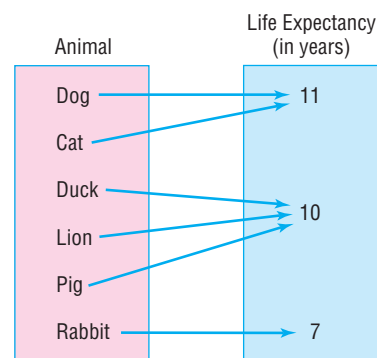 Animal
Life Expectancy
(in years)
Dog
11
Cat
Duck
10
Lion
Pig
Rabbit
7